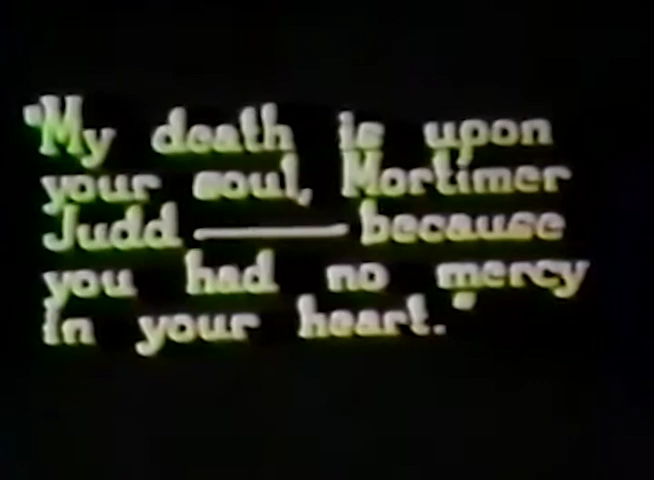 "My death is upon
your soul, Mortimer
Judd —— because
you had no mercy
in your heart."